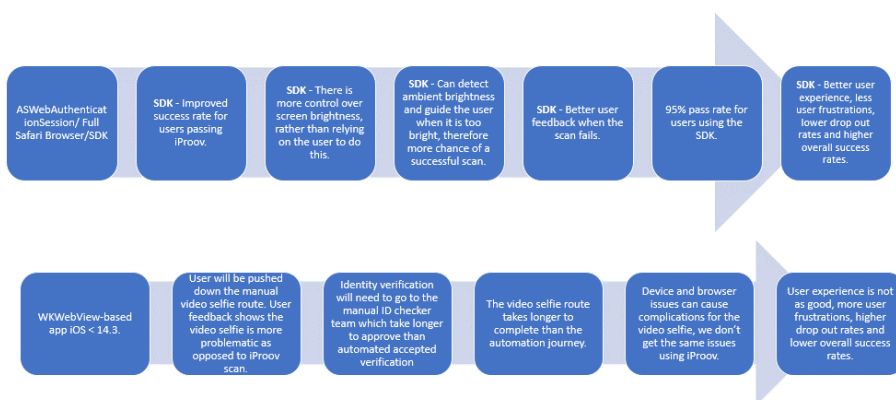 ASWebAuthenticat
ionSession/ Full
Safari Browser/SDK
SDK - Improved
success rate for
users passing
iProov.
SDK - There is
more control over
screen brightness,
rather than relying
on the user to do
this.
SDK - Can detect
ambient brightness
and guide the user
when it is too
bright, therefore
more chance of a
successful scan.
SDK - Better user
feedback when the
scan fails.
95% pass rate for
users using the
SDK.
SDK - Better user
experience, less
user frustrations,
lower drop out
rates and higher
overall success
rates.
WKWebView-based
app iOS < 14.3.
User will be pushed
down the manual
video selfie route. User
feedback shows the
video selfie is more
problematic as
opposed to iProov
scan.
Identity verification
will need to go to the
manual ID checker
team which take longer
to approve than
automated accepted
verification
The video selfie route
takes longer to
complete than the
automation journey.
Device and browser
issues can cause
complications for the
video selfie, we don't
get the same issues
using iProov.
User experience is not
as good, more user
frustrations, higher
drop out rates and
lower overall success
rates.